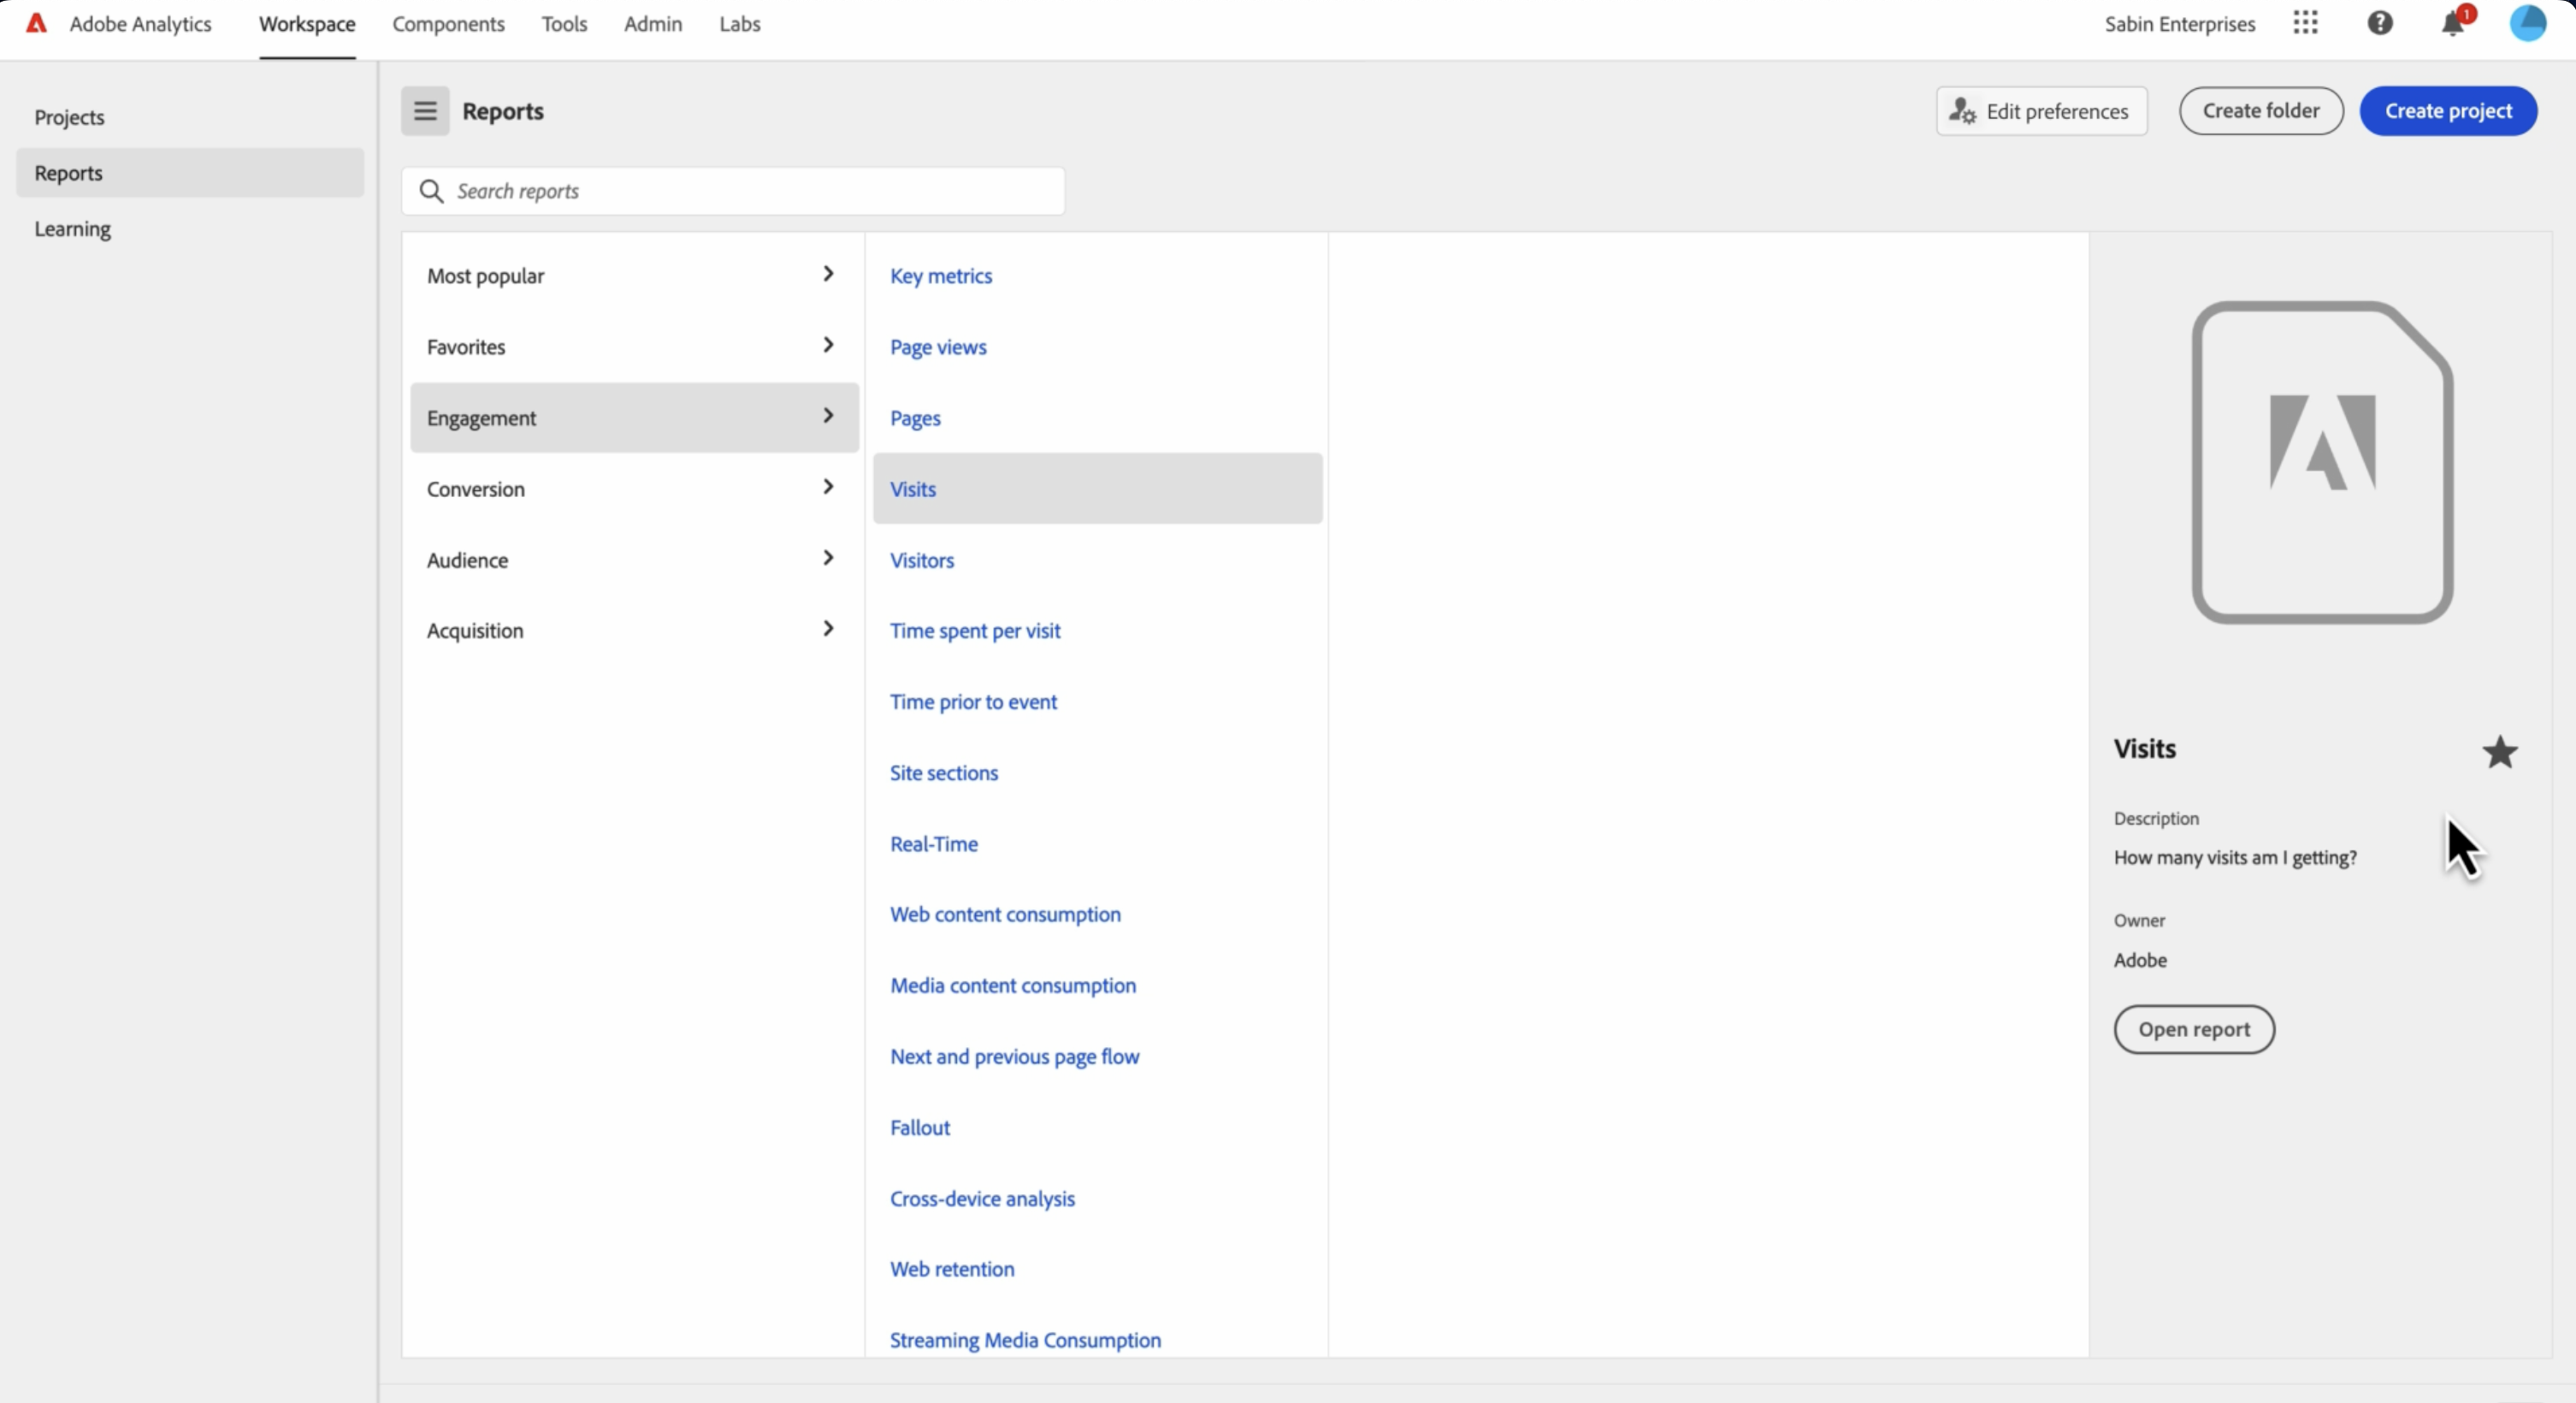 Adobe Analytics Workspace Components Tools Admin Labs Sabin Enterprises 1
Projects
Reports
Learning
Reports Edit preferences Create folder Create project
Search reports
Most popular
Favorites
Engagement
Conversion
Audience
Acquisition
Key metrics
Page views
Pages
Visits
Visitors
Time spent per visit
Time prior to event
Site sections
Real-Time
Web content consumption
Media content consumption
Next and previous page flow
Fallout
Cross-device analysis
Web retention
Streaming Media Consumption
Visits
Description
How many visits am I getting?
Owner
Adobe
Open report